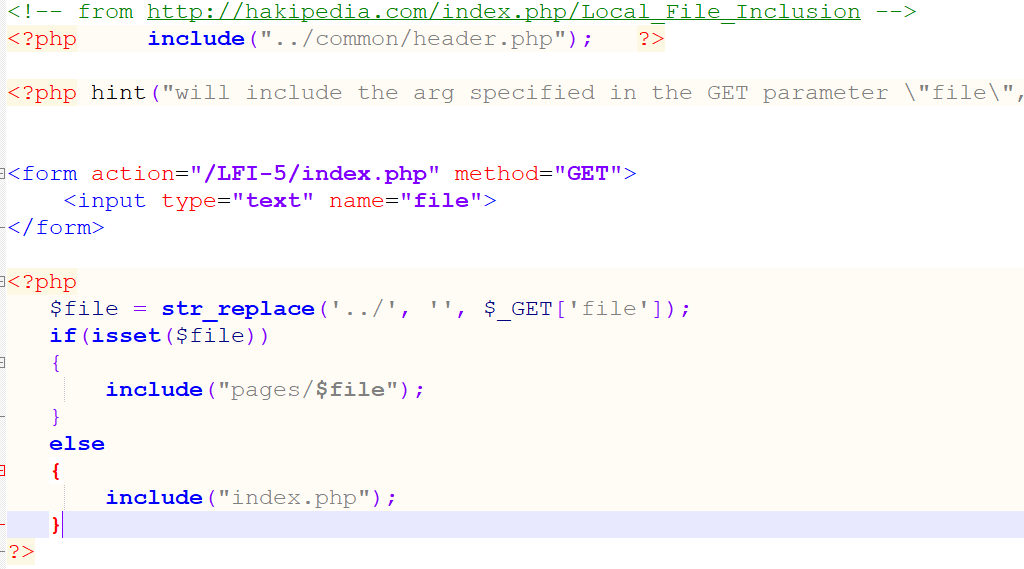 <!-- from http://hakipedia.com/index.php/Local_File_Inclusion -->
<?php     include("../common/header.php");   ?>
<?php hint("will include the arg specified in the GET parameter \"file\",
<form action="/LFI-5/index.php" method="GET">
    <input type="text" name="file">
</form>
<?php
   $file = str_replace('../', '', $_GET['file']);
   if(isset($file))
   {
       include("pages/$file");
   }
   else
   {
       include("index.php");
   }
?>